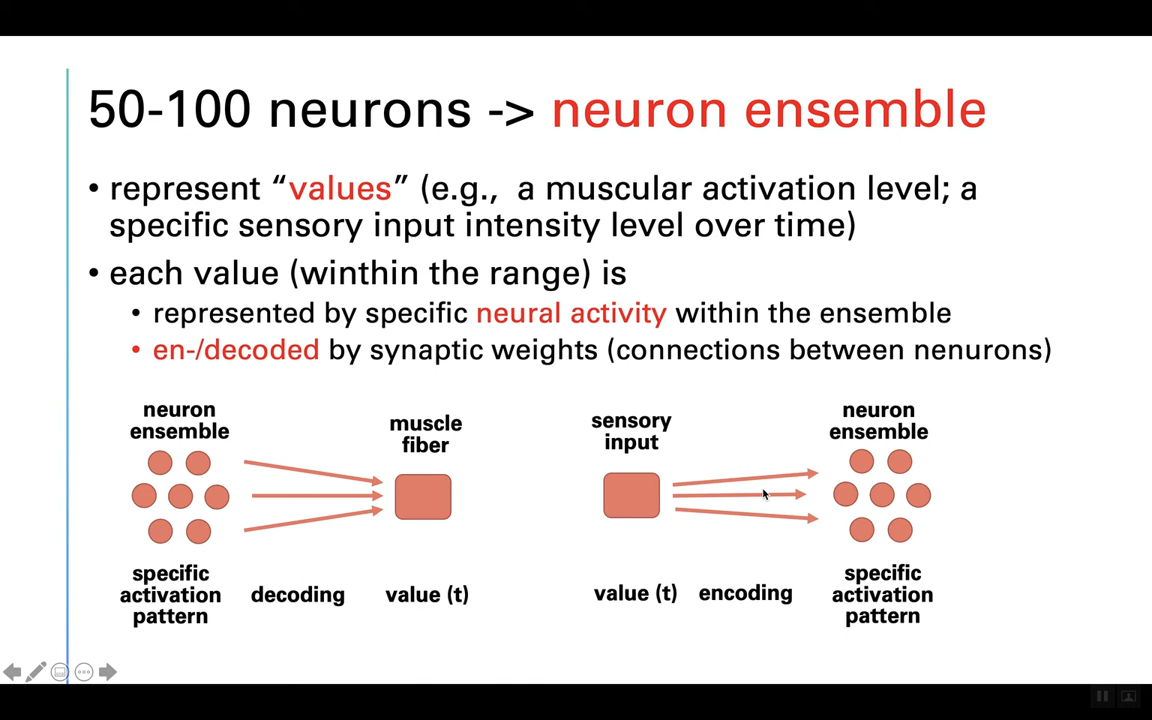 50-100 neurons -> neuron ensemble
• represent “values” (e.g., a muscular activation level; a
specific sensory input intensity level over time)
• each value (winthin the range) is
• represented by specific neural activity within the ensemble
• en-/decoded by synaptic weights (connections between nenurons)
neuron
ensemble
muscle
fiber
sensory
input
neuron
ensemble
specific
activation
pattern
decoding
value (t)
value (t)
encoding
specific
activation
pattern